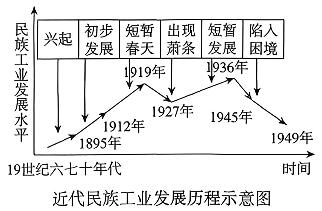 民族工业发展水平
兴起
初步发展
短暂春天
出现萧条
短暂发展
陷入困境
1919年
1936年
1927年
1912年
1945年
1895年
1949年
19世纪六七十年代
时间
近代民族工业发展历程示意图